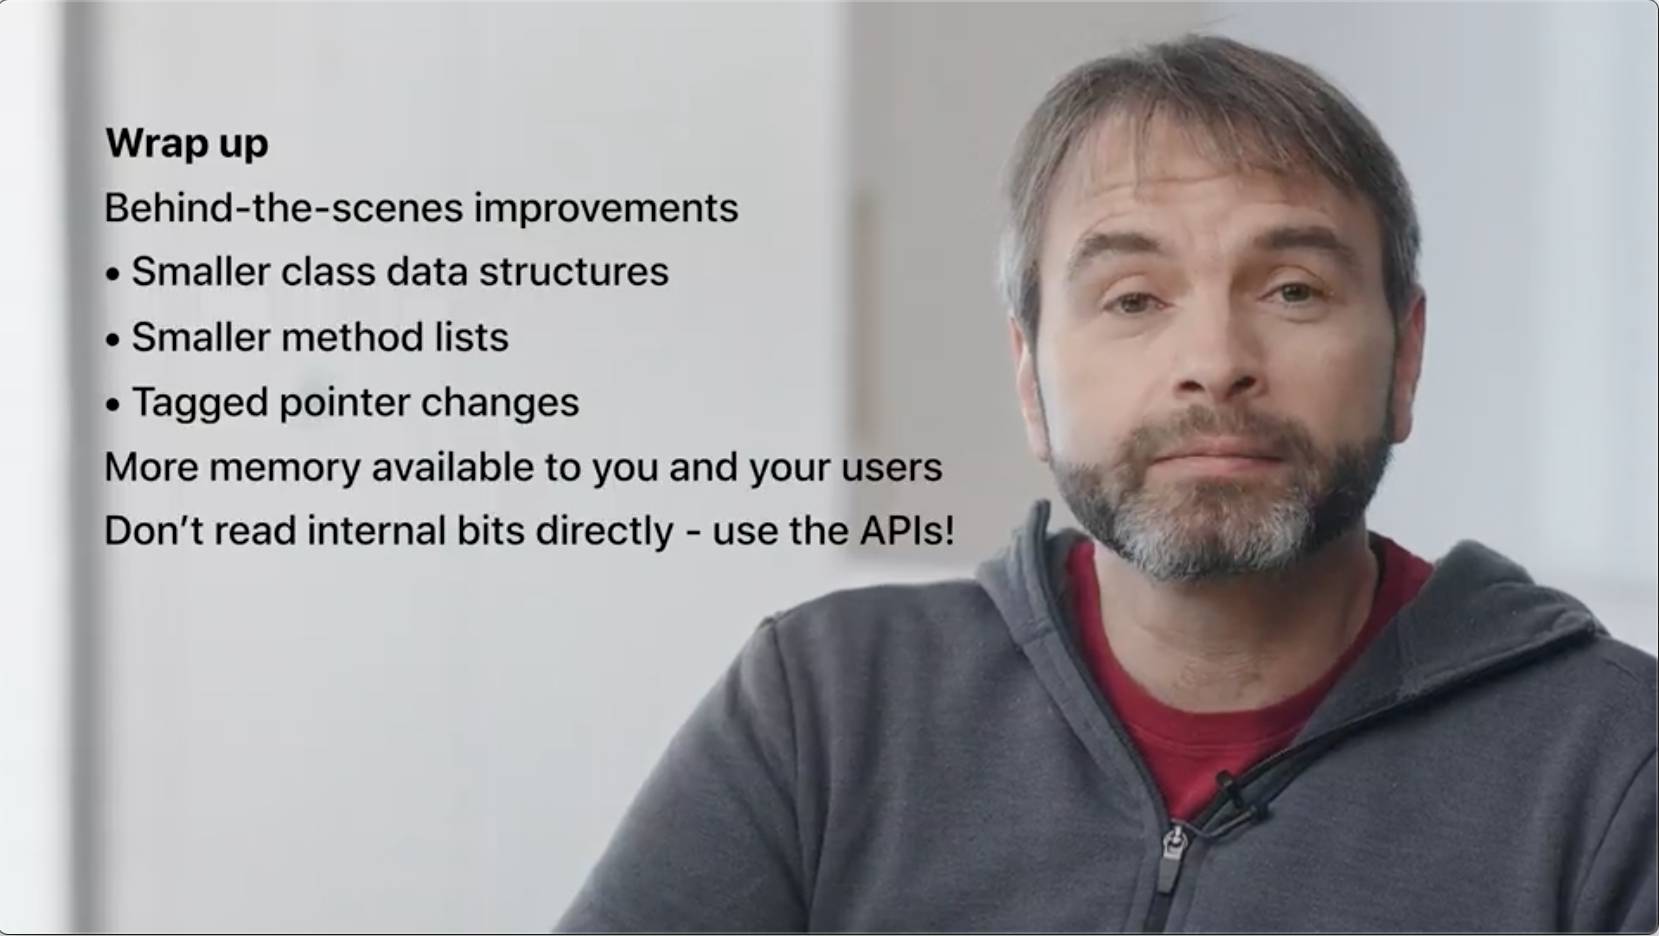 Wrap up
Behind-the-scenes improvements
• Smaller class data structures
• Smaller method lists
• Tagged pointer changes
More memory available to you and your users
Don’t read internal bits directly - use the APIs!